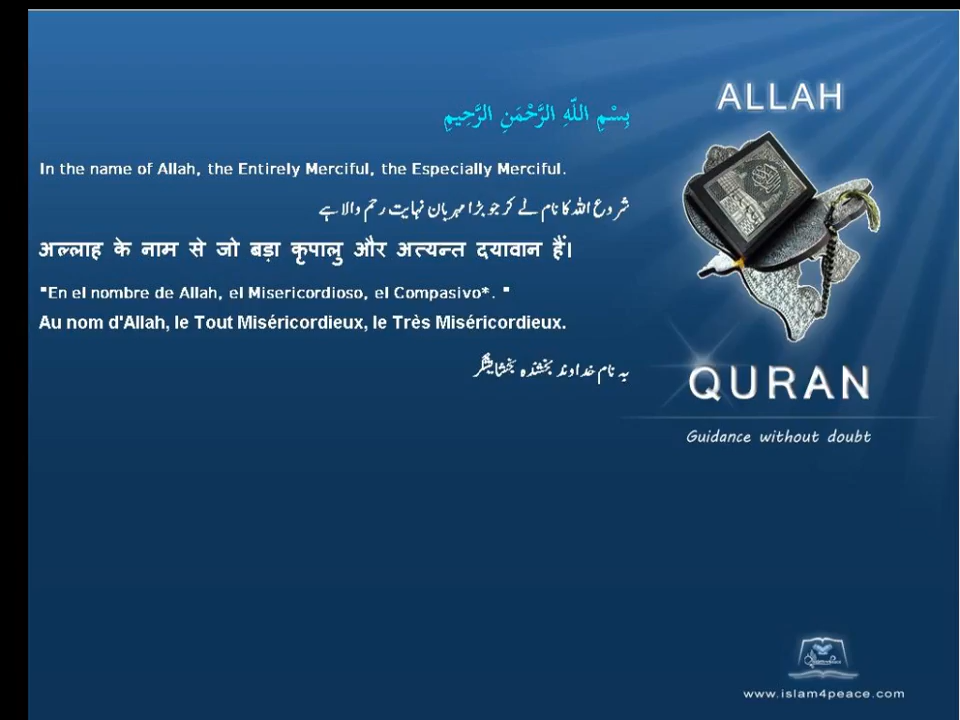 بِسْمِ اللَّهِ الرَّحْمَنِ الرَّحِيمِ
In the name of Allah, the Entirely Merciful, the Especially Merciful.
شروع الله کا نام لے کر جو بڑا مہربان نہایت رحم والا ہے
अल्लाह के नाम से जो बड़ा कृपालु और अत्यन्त दयावान हैं।
"En el nombre de Allah, el Misericordioso, el Compasivo*. "
Au nom d'Allah, le Tout Miséricordieux, le Très Miséricordieux.
به نام خداوند بخشنده بخشایشگر
ALLAH
QURAN
Guidance without doubt
www.islam4peace.com